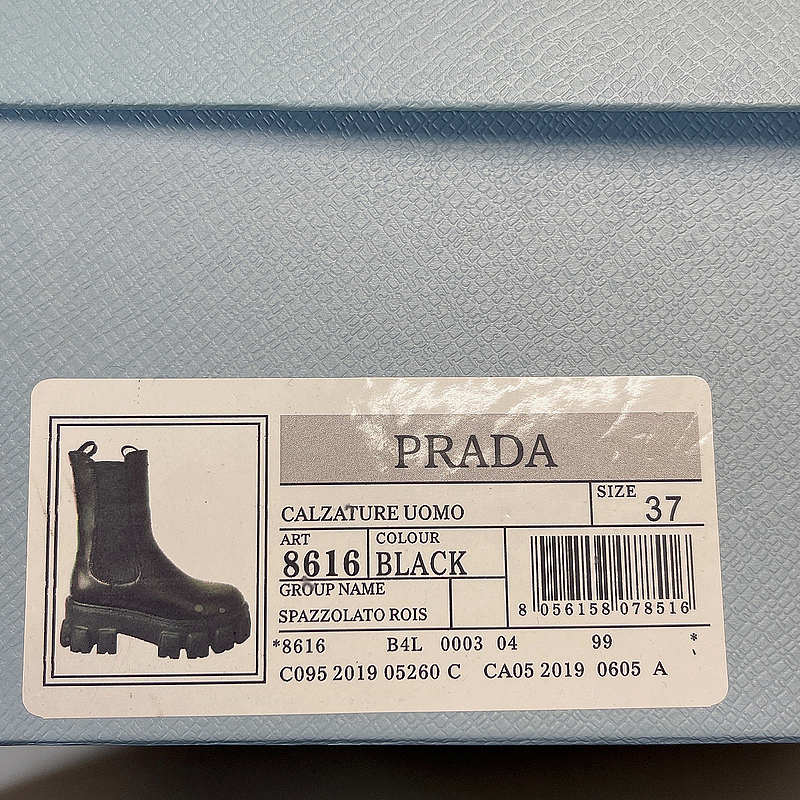 PRADA
CALZATURE UOMO
SIZE 37
ART 8616
COLOUR BLACK
GROUP NAME
SPAZZOLATO ROIS
8 056158 078516
*8616 B4L 0003 04 99 *
C095 2019 05260 C CA05 2019 0605 A